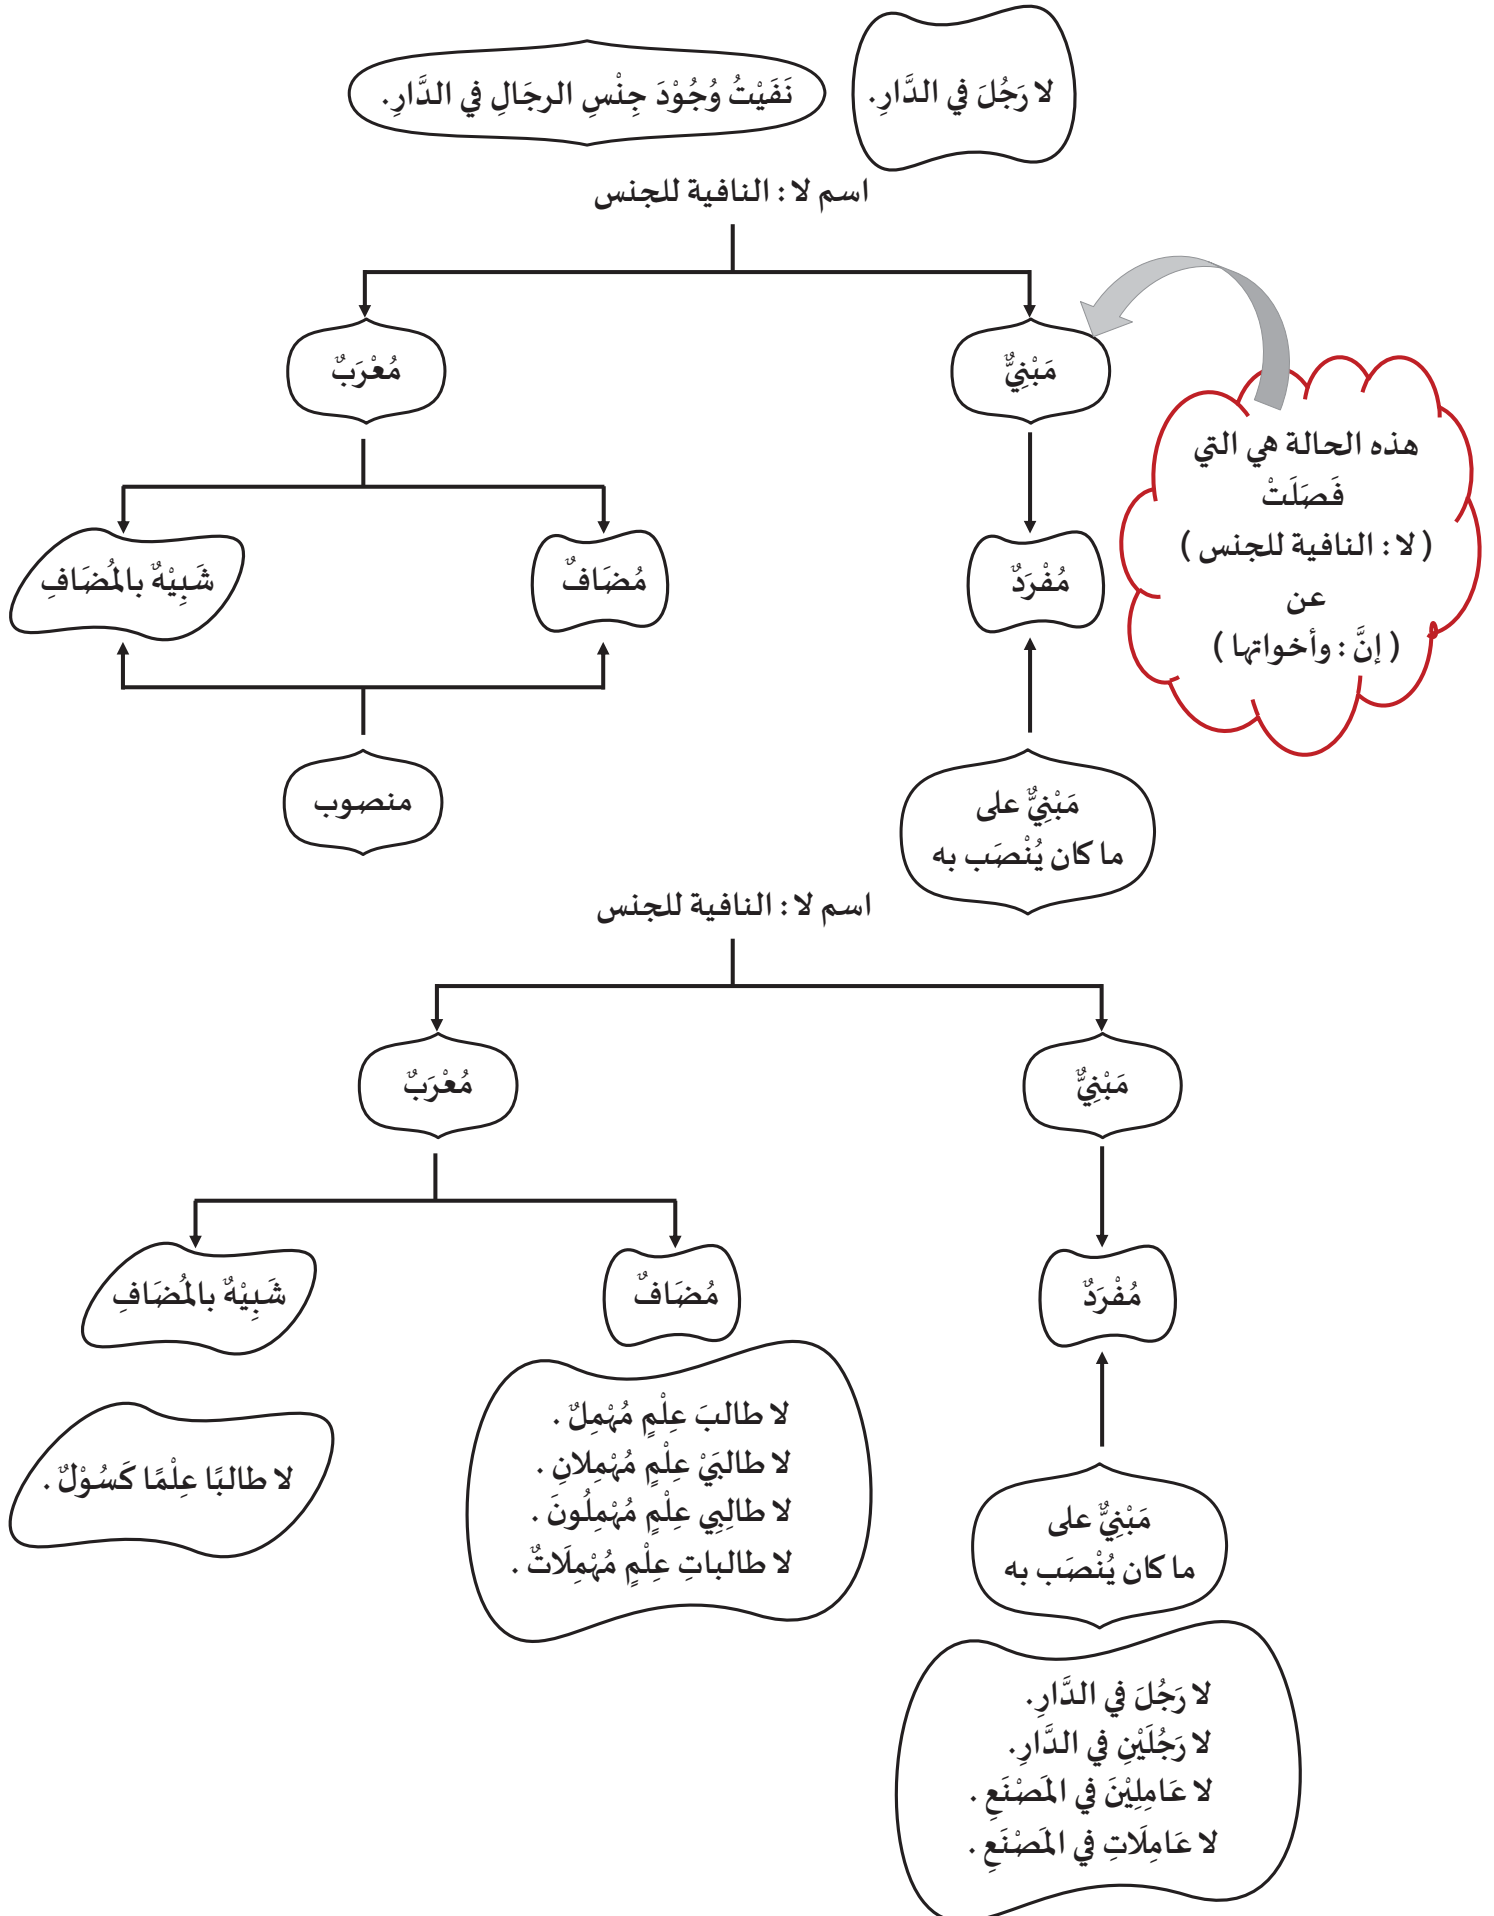 لا رَجُلَ في الدَّارِ.
نَفَيْتُ وُجُوْدَ جِنْسِ الرجَالِ في الدَّارِ.
اسم لا : النافية للجنس
مَبْنِيٌّ
مُعْرَبٌ
هذه الحالة هي التي
فَصَلَتْ
( لا : النافية للجنس )
عن
( إنَّ : وأخواتها )
مُفْرَدٌ
مُضَافٌ
شَبِيْهٌ بالمُضَافِ
مَبْنِيٌّ على
ما كان يُنْصَب به
منصوب
اسم لا : النافية للجنس
مَبْنِيٌّ
مُعْرَبٌ
مُفْرَدٌ
مُضَافٌ
شَبِيْهٌ بالمُضَافِ
لا طالبَ عِلْمٍ مُهْمِلٌ .
لا طالبَيْ عِلْمٍ مُهْمِلانِ .
لا طالِبِي عِلْمٍ مُهْمِلُونَ .
لا طالباتِ عِلْمٍ مُهْمِلَاتٌ .
لا طالبًا عِلْمًا كَسُوْلٌ .
مَبْنِيٌّ على
ما كان يُنْصَب به
لا رَجُلَ في الدَّارِ.
لا رَجُلَيْنِ في الدَّارِ.
لا عَامِلِيْنَ في المَصْنَعِ .
لا عَامِلَاتِ في المَصْنَعِ .